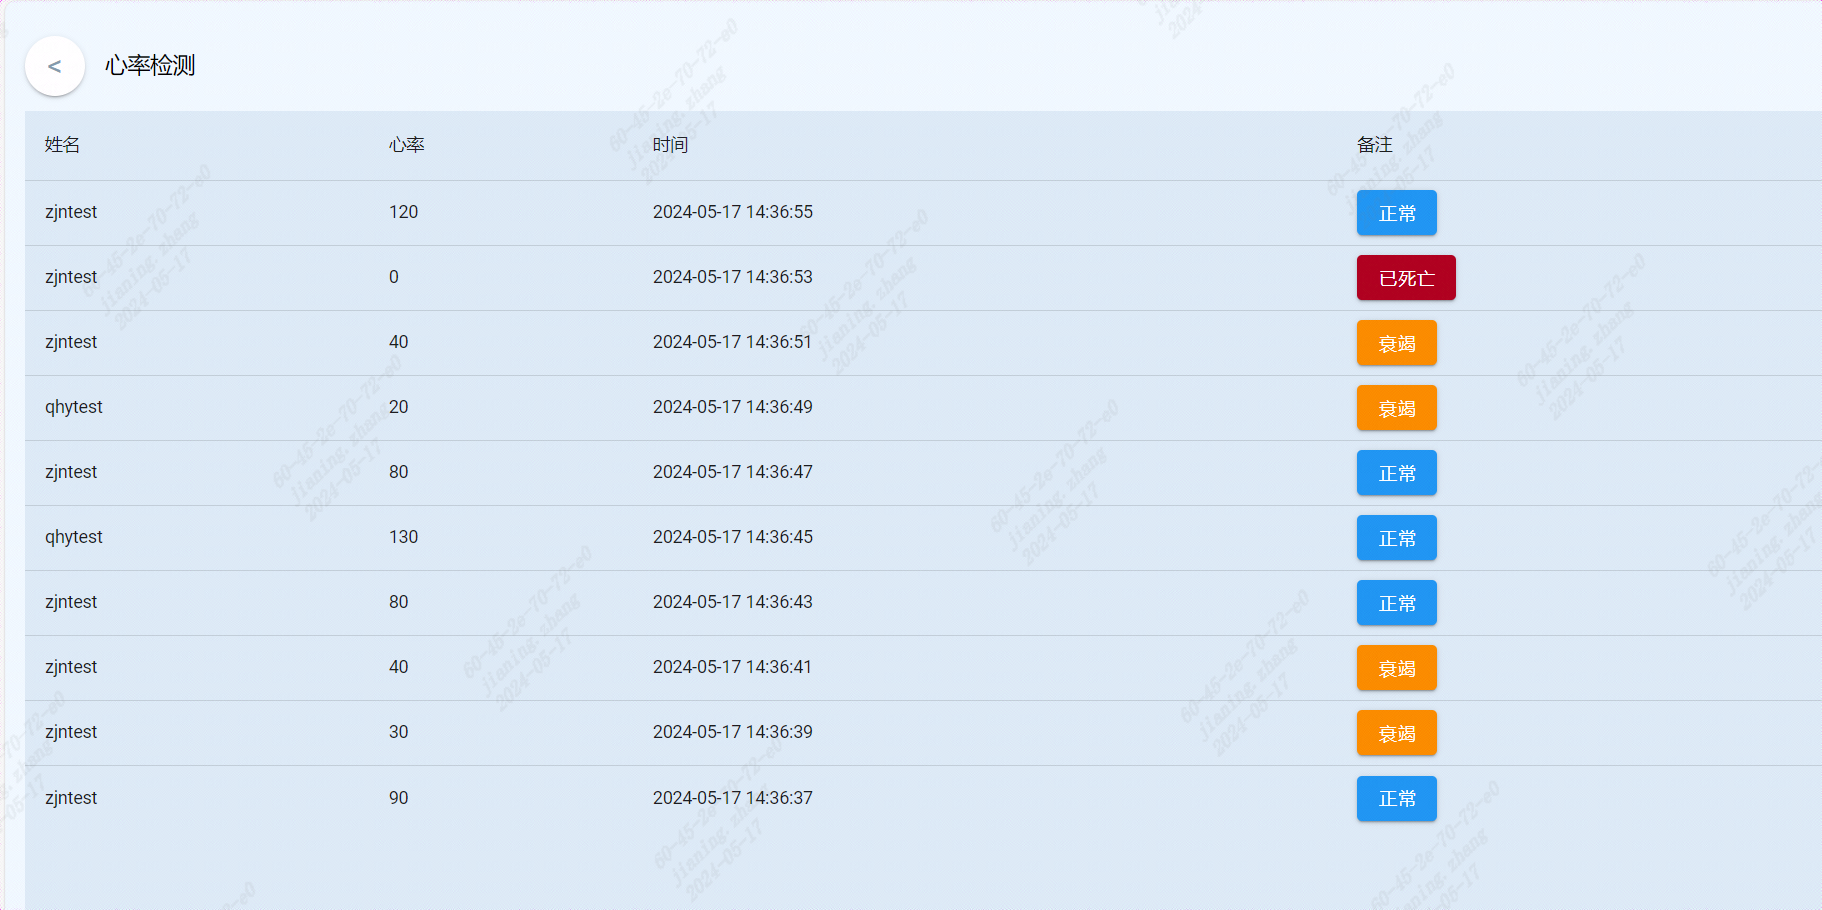 < 心率检测
姓名 心率 时间 备注
zjntest 120 2024-05-17 14:36:55 正常
zjntest 0 2024-05-17 14:36:53 已死亡
zjntest 40 2024-05-17 14:36:51 衰竭
qhytest 20 2024-05-17 14:36:49 衰竭
zjntest 80 2024-05-17 14:36:47 正常
qhytest 130 2024-05-17 14:36:45 正常
zjntest 80 2024-05-17 14:36:43 正常
zjntest 40 2024-05-17 14:36:41 衰竭
zjntest 30 2024-05-17 14:36:39 衰竭
zjntest 90 2024-05-17 14:36:37 正常
60-45-2e-70-72-e0
jianing.zhang
2024-05-17